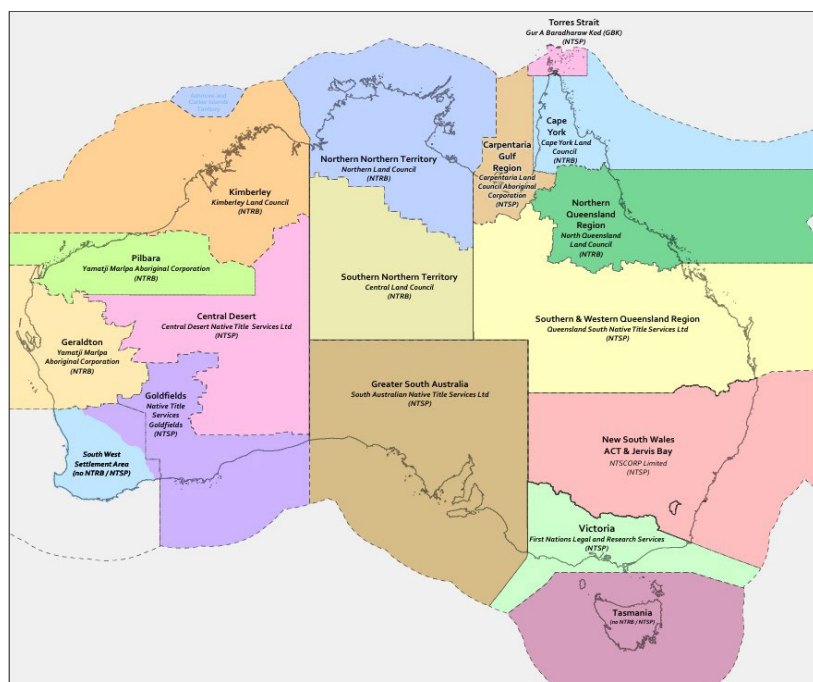 Torres Strait
Gur A Baradharaw Kod (GBK)
(NTSP)
Ashmore and
Cartier Islands
Territory
Cape
York
Cape York Land
Council
(NTRB)
Carpentaria
Gulf
Region
Carpentaria Land
Council Aboriginal
Corporation
(NTSP)
Northern Northern Territory
Northern Land Council
(NTRB)
Kimberley
Kimberley Land Council
(NTRB)
Northern
Queensland
Region
North Queensland
Land Council
(NTRB)
Pilbara
Yamatji Marlpa Aboriginal Corporation
(NTRB)
Southern Northern Territory
Central Land Council
(NTRB)
Central Desert
Central Desert Native Title Services Ltd
(NTSP)
Southern & Western Queensland Region
Queensland South Native Title Services Ltd
(NTSP)
Geraldton
Yamatji Marlpa
Aboriginal Corporation
(NTRB)
Greater South Australia
South Australian Native Title Services Ltd
(NTSP)
Goldfields
Native Title
Services
Goldfields
(NTSP)
New South Wales
ACT & Jervis Bay
NTSCORP Limited
(NTSP)
South West
Settlement Area
(no NTRB / NTSP)
Victoria
First Nations Legal and Research Services
(NTSP)
Tasmania
(no NTRB / NTSP)